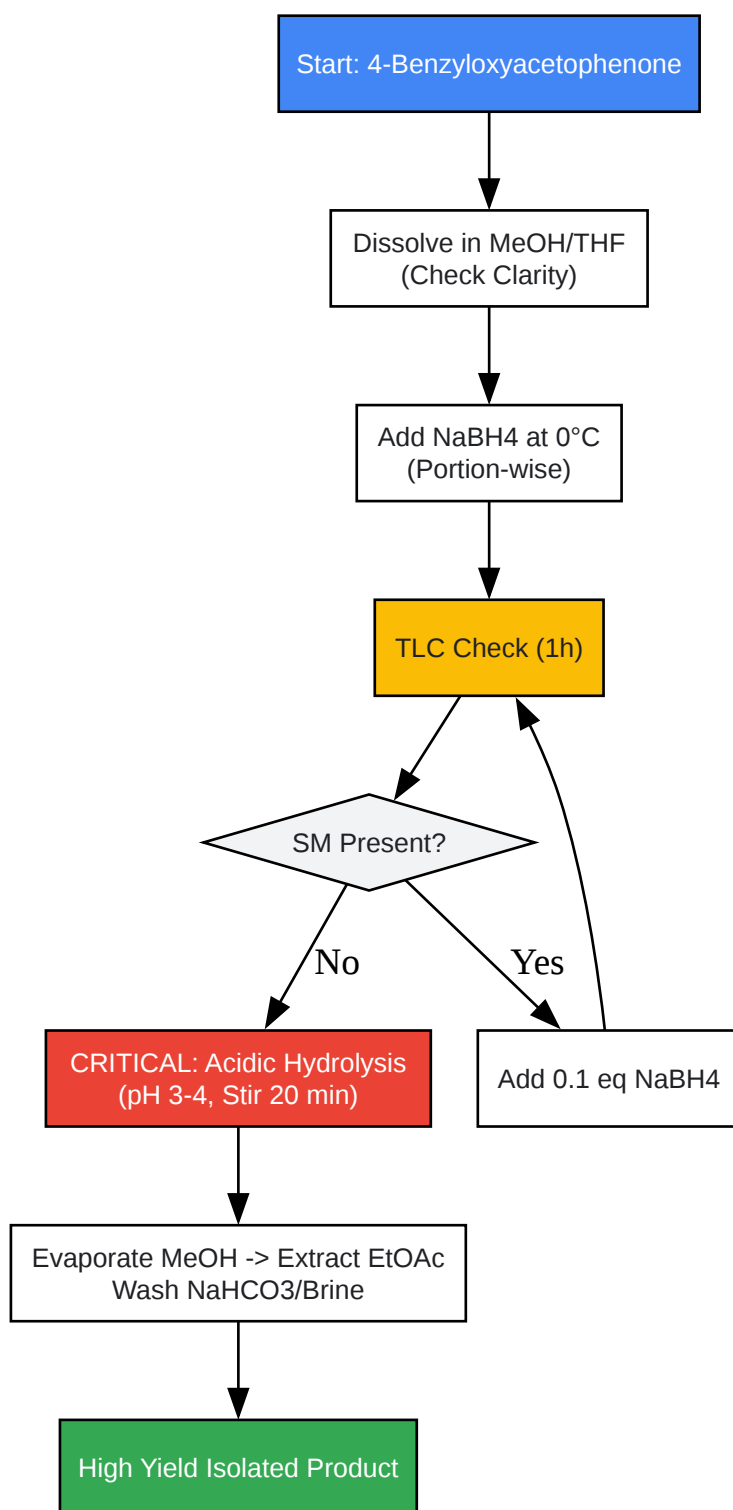 Start: 4-Benzyloxyacetophenone
Dissolve in MeOH/THF
(Check Clarity)
Add NaBH4 at 0°C
(Portion-wise)
TLC Check (1h)
SM Present?
No
Yes
CRITICAL: Acidic Hydrolysis
(pH 3-4, Stir 20 min)
Add 0.1 eq NaBH4
Evaporate MeOH -> Extract EtOAc
Wash NaHCO3/Brine
High Yield Isolated Product